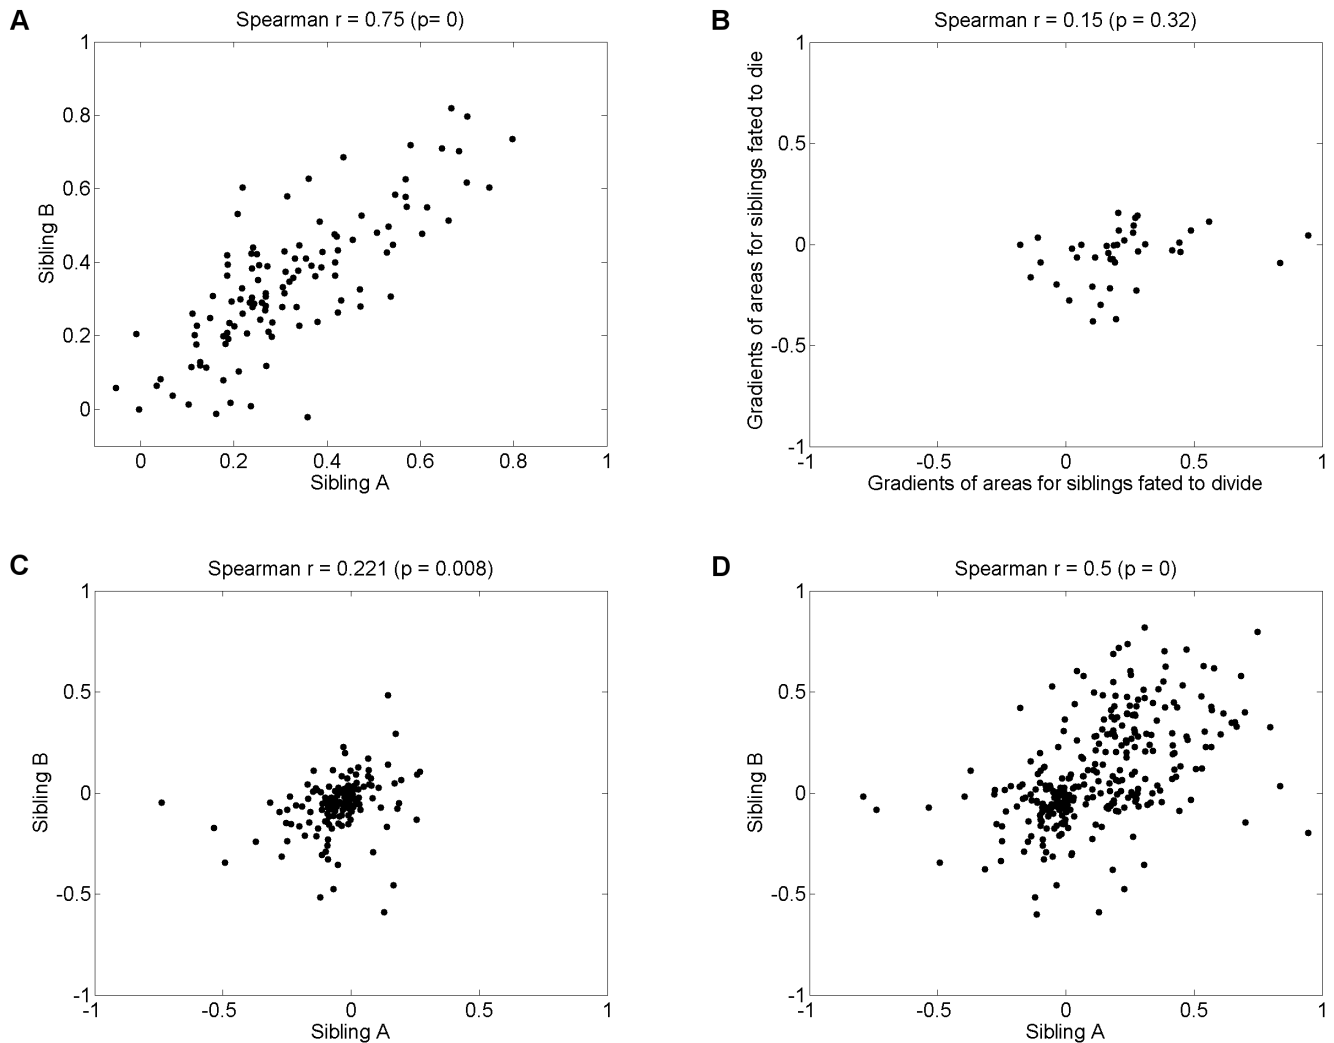 A
Spearman r = 0.75 (p= 0)
1
0.8
0.6
0.4
0.2
0
Sibling B
0 0.2 0.4 0.6 0.8 1
Sibling A
B
Spearman r = 0.15 (p = 0.32)
1
0.5
0
-0.5
-1
Gradients of areas for siblings fated to die
-1 -0.5 0 0.5 1
Gradients of areas for siblings fated to divide
C
Spearman r = 0.221 (p = 0.008)
1
0.5
0
-0.5
-1
Sibling B
-1 -0.5 0 0.5 1
Sibling A
D
Spearman r = 0.5 (p = 0)
1
0.5
0
-0.5
-1
Sibling B
-1 -0.5 0 0.5 1
Sibling A